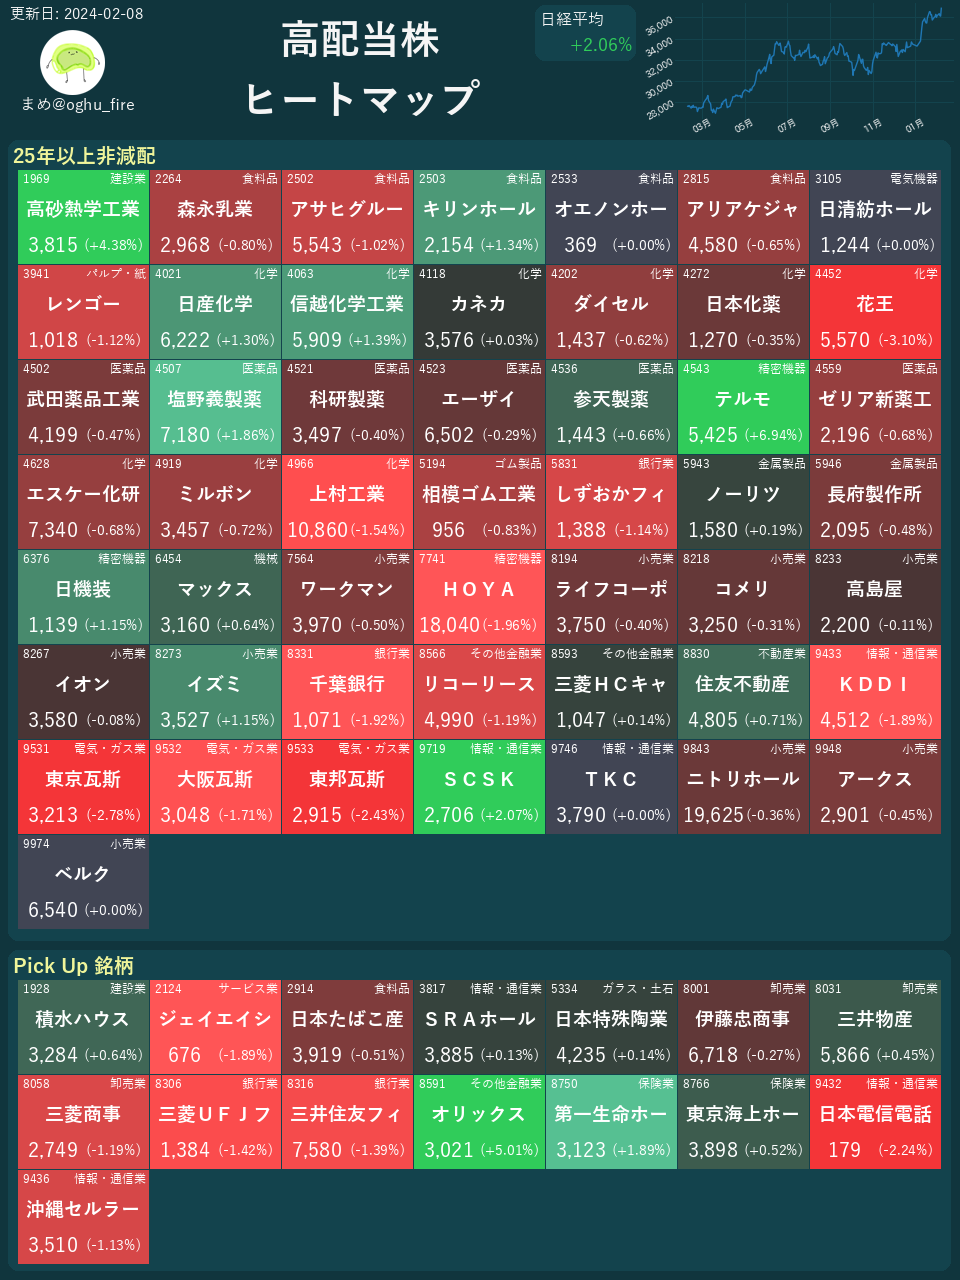 更新日: 2024-02-08
まめ@oghu_fire
高配当株
ヒートマップ
日経平均
+2.06%
36,000
34,000
32,000
30,000
28,000
03月 05月 07月 09月 11月 01月
25年以上非減配
1969 建設業 2264 食料品 2502 食料品 2503 食料品 2533 食料品 2815 食料品 3105 電気機器
高砂熱学工業 森永乳業 アサヒグルー キリンホール オエノンホー アリアケジャ 日清紡ホール
3,815 (+4.38%) 2,968 (-0.80%) 5,543 (-1.02%) 2,154 (+1.34%) 369 (+0.00%) 4,580 (-0.65%) 1,244 (+0.00%)
3941 パルプ・紙 4021 化学 4063 化学 4118 化学 4202 化学 4272 化学 4452 化学
レンゴー 日産化学 信越化学工業 カネカ ダイセル 日本化薬 花王
1,018 (-1.12%) 6,222 (+1.30%) 5,909 (+1.39%) 3,576 (+0.03%) 1,437 (-0.62%) 1,270 (-0.35%) 5,570 (-3.10%)
4502 医薬品 4507 医薬品 4521 医薬品 4523 医薬品 4536 医薬品 4543 精密機器 4559 医薬品
武田薬品工業 塩野義製薬 科研製薬 エーザイ 参天製薬 テルモ ゼリア新薬工
4,199 (-0.47%) 7,180 (+1.86%) 3,497 (-0.40%) 6,502 (-0.29%) 1,443 (+0.66%) 5,425 (+6.94%) 2,196 (-0.68%)
4628 化学 4919 化学 4966 化学 5194 ゴム製品 5831 銀行業 5943 金属製品 5946 金属製品
エスケー化研 ミルボン 上村工業 相模ゴム工業 しずおかフィ ノーリツ 長府製作所
7,340 (-0.68%) 3,457 (-0.72%) 10,860 (-1.54%) 956 (-0.83%) 1,388 (-1.14%) 1,580 (+0.19%) 2,095 (-0.48%)
6376 精密機器 6454 機械 7564 小売業 7741 精密機器 8194 小売業 8218 小売業 8233 小売業
日機装 マックス ワークマン ＨＯＹＡ ライフコーポ コメリ 高島屋
1,139 (+1.15%) 3,160 (+0.64%) 3,970 (-0.50%) 18,040 (-1.96%) 3,750 (-0.40%) 3,250 (-0.31%) 2,200 (-0.11%)
8267 小売業 8273 小売業 8331 銀行業 8566 その他金融業 8593 その他金融業 8830 不動産業 9433 情報・通信業
イオン イズミ 千葉銀行 リコーリース 三菱ＨＣキャ 住友不動産 ＫＤＤＩ
3,580 (-0.08%) 3,527 (+1.15%) 1,071 (-1.92%) 4,990 (-1.19%) 1,047 (+0.14%) 4,805 (+0.71%) 4,512 (-1.89%)
9531 電気・ガス業 9532 電気・ガス業 9533 電気・ガス業 9719 情報・通信業 9746 情報・通信業 9843 小売業 9948 小売業
東京瓦斯 大阪瓦斯 東邦瓦斯 ＳＣＳＫ ＴＫＣ ニトリホール アークス
3,213 (-2.78%) 3,048 (-1.71%) 2,915 (-2.43%) 2,706 (+2.07%) 3,790 (+0.00%) 19,625 (-0.36%) 2,901 (-0.45%)
9974 小売業
ベルク
6,540 (+0.00%)
Pick Up 銘柄
1928 建設業 2124 サービス業 2914 食料品 3817 情報・通信業 5334 ガラス・土石 8001 卸売業 8031 卸売業
積水ハウス ジェイエイシ 日本たばこ産 ＳＲＡホール 日本特殊陶業 伊藤忠商事 三井物産
3,284 (+0.64%) 676 (-1.89%) 3,919 (-0.51%) 3,885 (+0.13%) 4,235 (+0.14%) 6,718 (-0.27%) 5,866 (+0.45%)
8058 卸売業 8306 銀行業 8316 銀行業 8591 その他金融業 8750 保険業 8766 保険業 9432 情報・通信業
三菱商事 三菱ＵＦＪフ 三井住友フィ オリックス 第一生命ホー 東京海上ホー 日本電信電話
2,749 (-1.19%) 1,384 (-1.42%) 7,580 (-1.39%) 3,021 (+5.01%) 3,123 (+1.89%) 3,898 (+0.52%) 179 (-2.24%)
9436 情報・通信業
沖縄セルラー
3,510 (-1.13%)